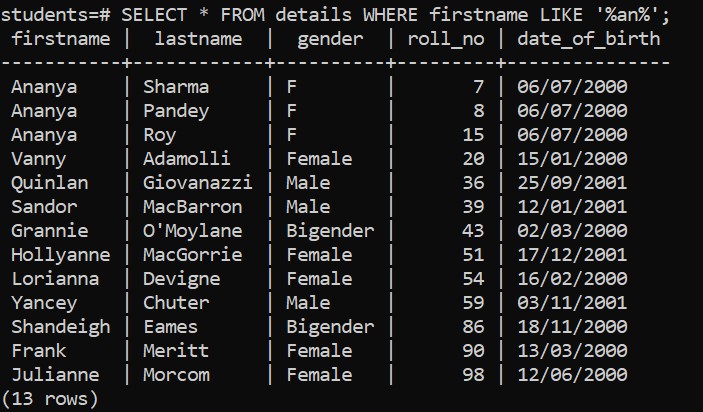 students=# SELECT * FROM details WHERE firstname LIKE '%an%';
 firstname | lastname   | gender   | roll_no | date_of_birth
-----------+------------+----------+---------+---------------
 Ananya    | Sharma     | F        |       7 | 06/07/2000
 Ananya    | Pandey     | F        |       8 | 06/07/2000
 Ananya    | Roy        | F        |      15 | 06/07/2000
 Vanny     | Adamolli   | Female   |      20 | 15/01/2000
 Quinlan   | Giovanazzi | Male     |      36 | 25/09/2001
 Sandor    | MacBarron  | Male     |      39 | 12/01/2001
 Grannie   | O'Moylane  | Bigender |      43 | 02/03/2000
 Hollyanne | MacGorrie  | Female   |      51 | 17/12/2001
 Lorianna  | Devigne    | Female   |      54 | 16/02/2000
 Yancey    | Chuter     | Male     |      59 | 03/11/2001
 Shandeigh | Eames      | Bigender |      86 | 18/11/2000
 Frank     | Meritt     | Female   |      90 | 13/03/2000
 Julianne  | Morcom     | Female   |      98 | 12/06/2000
(13 rows)